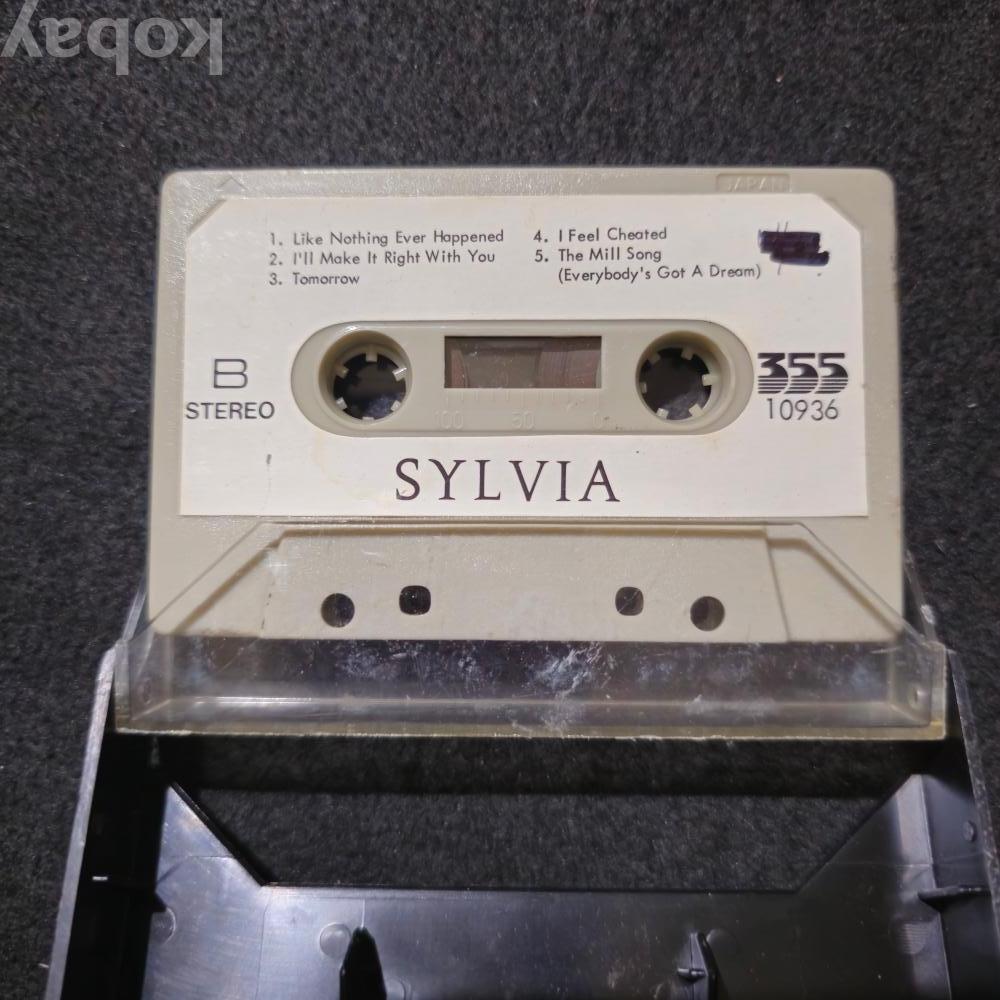 kobay
JAPAN
1. Like Nothing Ever Happened
2. I'll Make It Right With You
3. Tomorrow
4. I Feel Cheated
5. The Mill Song
(Everybody's Got A Dream)
B
STEREO
355
10936
100 50 0
SYLVIA